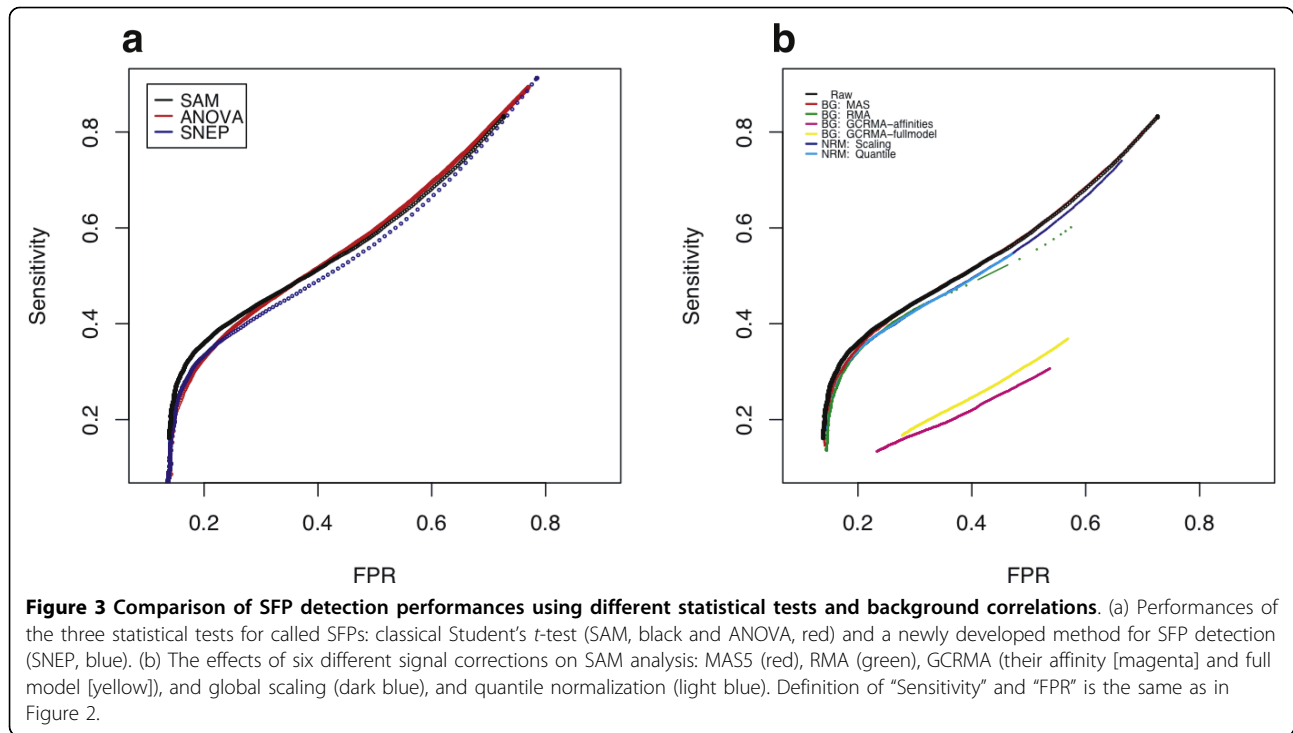 a
SAM
ANOVA
SNEP
0.8
0.6
0.4
0.2
Sensitivity
0.2 0.4 0.6 0.8
FPR
b
Raw
BG: MAS
BG: RMA
BG: GCRMA-affinities
BG: GCRMA-fullmodel
NRM: Scaling
NRM: Quantile
0.8
0.6
0.4
0.2
Sensitivity
0.2 0.4 0.6 0.8
FPR
Figure 3 Comparison of SFP detection performances using different statistical tests and background correlations. (a) Performances of
the three statistical tests for called SFPs: classical Student's t-test (SAM, black and ANOVA, red) and a newly developed method for SFP detection
(SNEP, blue). (b) The effects of six different signal corrections on SAM analysis: MAS5 (red), RMA (green), GCRMA (their affinity [magenta] and full
model [yellow]), and global scaling (dark blue), and quantile normalization (light blue). Definition of "Sensitivity" and "FPR" is the same as in
Figure 2.